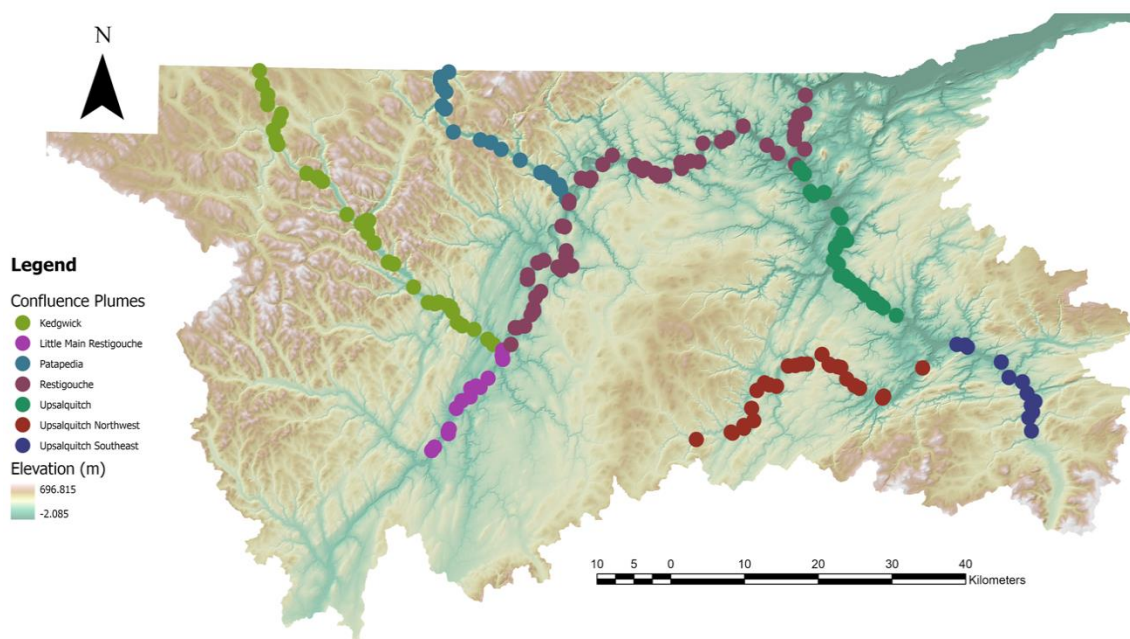 N
Legend
Confluence Plumes
Kedgwick
Little Main Restigouche
Patapedia
Restigouche
Upsalquitch
Upsalquitch Northwest
Upsalquitch Southeast
Elevation (m)
696.815
-2.085
10 5 0 10 20 30 40
Kilometers